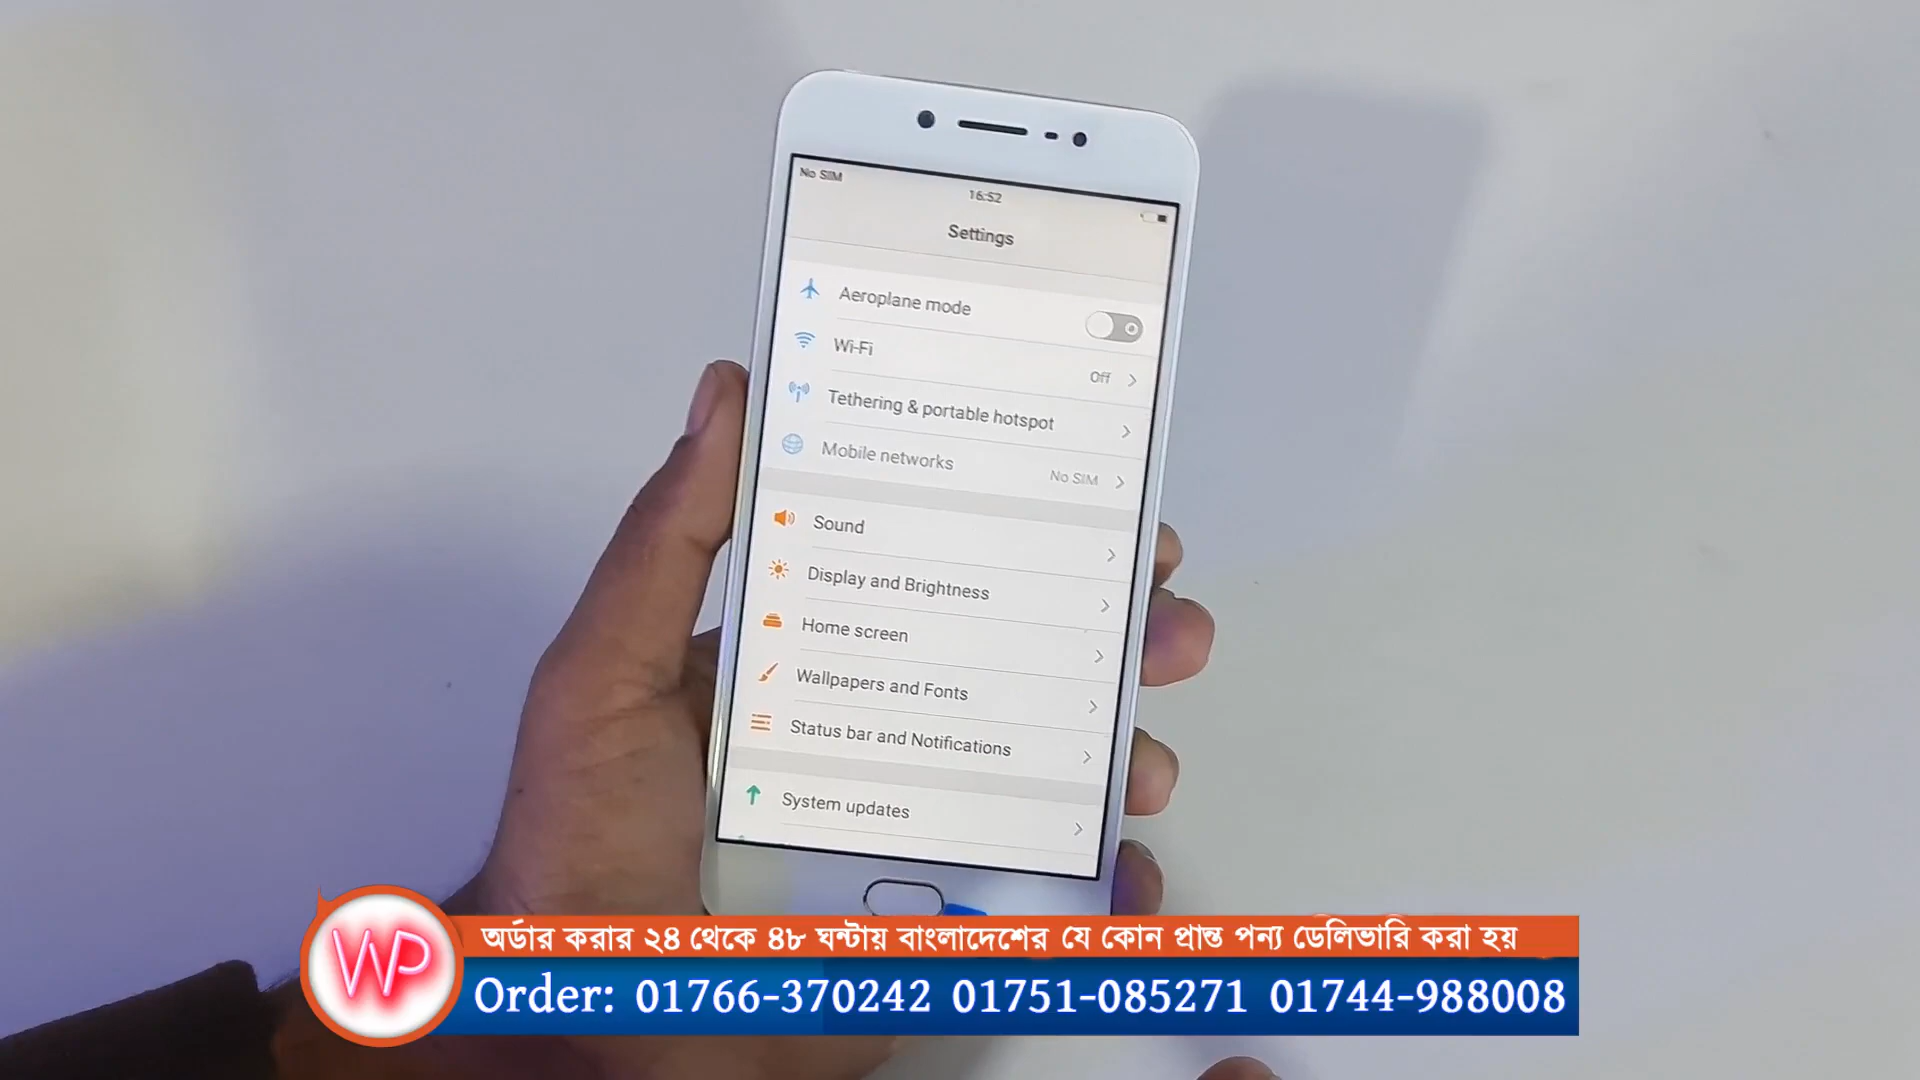 No SIM
16:52
Settings
Aeroplane mode
Wi-Fi
Off
Tethering & portable hotspot
Mobile networks
No SIM
Sound
Display and Brightness
Home screen
Wallpapers and Fonts
Status bar and Notifications
System updates
WP
অর্ডার করার ২৪ থেকে ৪৮ ঘন্টায় বাংলাদেশের যে কোন প্রান্ত পন্য ডেলিভারি করা হয়
Order: 01766-370242 01751-085271 01744-988008